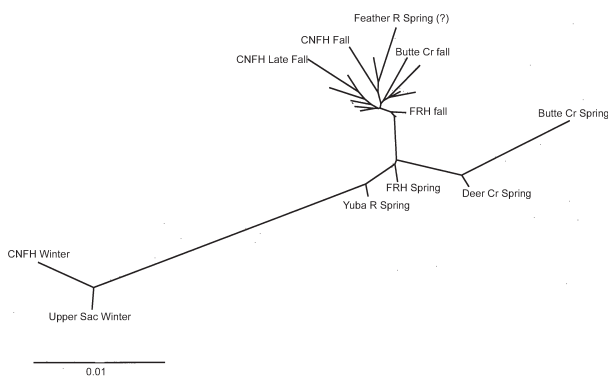 Feather R Spring (?)
CNFH Fall
Butte Cr fall
CNFH Late Fall
FRH fall
Butte Cr Spring
FRH Spring
Deer Cr Spring
Yuba R Spring
CNFH Winter
Upper Sac Winter
0.01